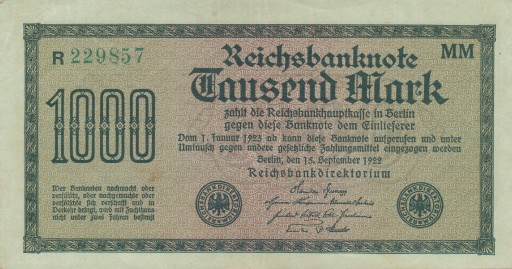 R 229857
Reichsbanknote
MM
Tausend Mark
1000
zahlt die Reichsbankhauptkasse in Berlin
gegen diese Banknote dem Einlieferer
Vom 1. Januar 1923 ab kann diese Banknote aufgerufen und unter
Umtausch gegen andere gesetzliche Zahlungsmittel eingezogen werden
Berlin, den 15. September 1922
Reichsbankdirektorium
Wer Banknoten nachmacht oder
verfälscht, oder nachgemachte oder
verfälschte sich verschafft und in
Verkehr bringt, wird mit Zuchthaus
nicht unter zwei Jahren bestraft